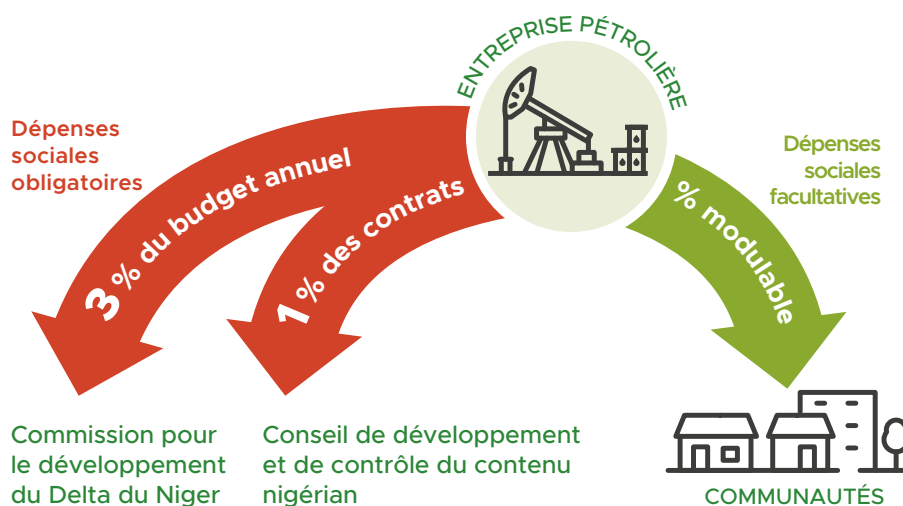 ENTREPRISE PÉTROLIÈRE
Dépenses
sociales
obligatoires
3 % du budget annuel
1 % des contrats
% modulable
Dépenses
sociales
facultatives
Commission pour
le développement
du Delta du Niger
Conseil de développement
et de contrôle du contenu
nigérian
COMMUNAUTÉS